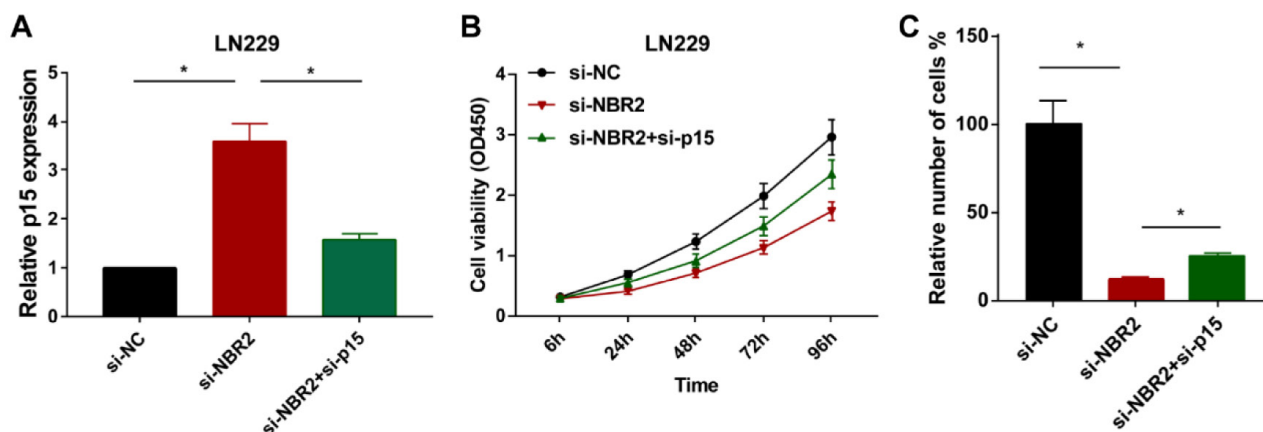 A
LN229
Relative p15 expression
5
4
3
2
1
0
*
*
si-NC
si-NBR2
si-NBR2+si-p15
B
LN229
si-NC
si-NBR2
si-NBR2+si-p15
Cell viability (OD450)
4
3
2
1
0
6h
24h
48h
72h
96h
Time
C
Relative number of cells %
150
100
50
0
*
*
si-NC
si-NBR2
si-NBR2+si-p15